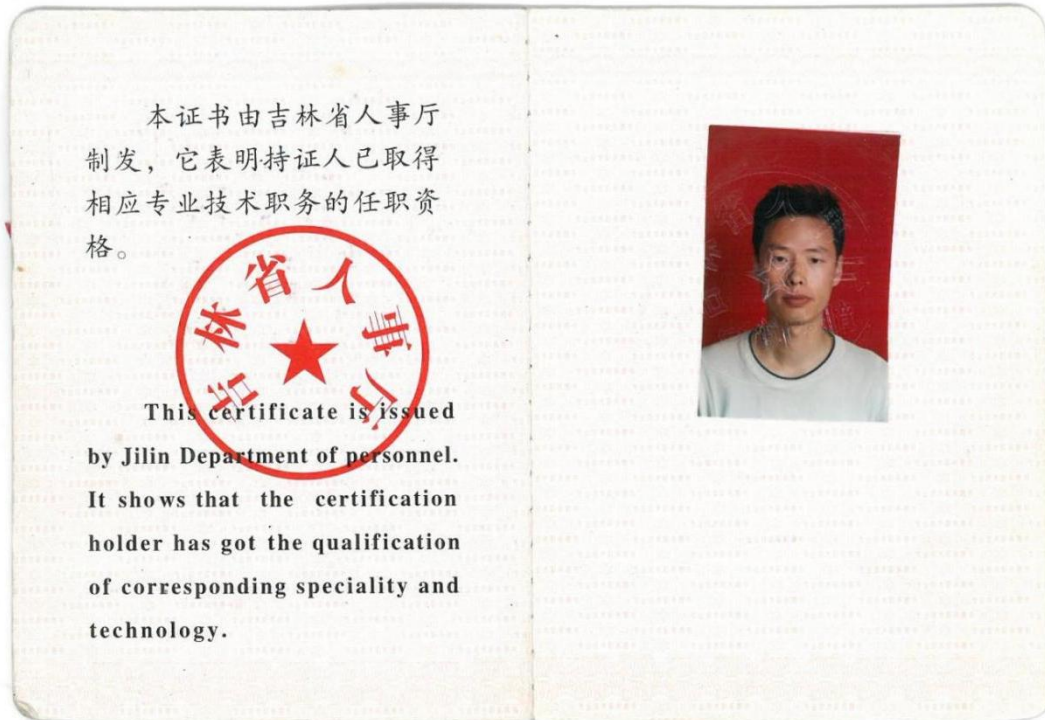 本证书由吉林省人事厅
制发，它表明持证人已取得
相应专业技术职务的任职资
格。
吉林省人事厅
This certificate is issued
by Jilin Department of personnel.
It shows that the certification
holder has got the qualification
of corresponding speciality and
technology.